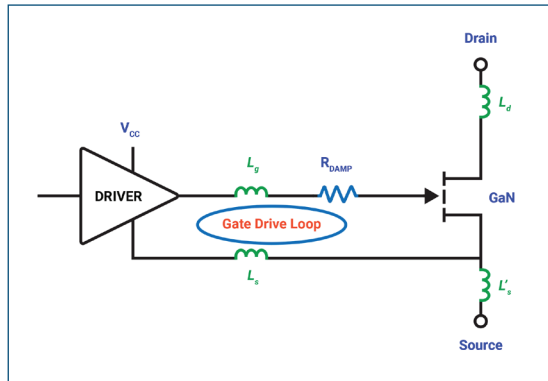 Drain
L_d
V_CC
L_g
R_DAMP
DRIVER
GaN
Gate Drive Loop
L_s
L'_s
Source